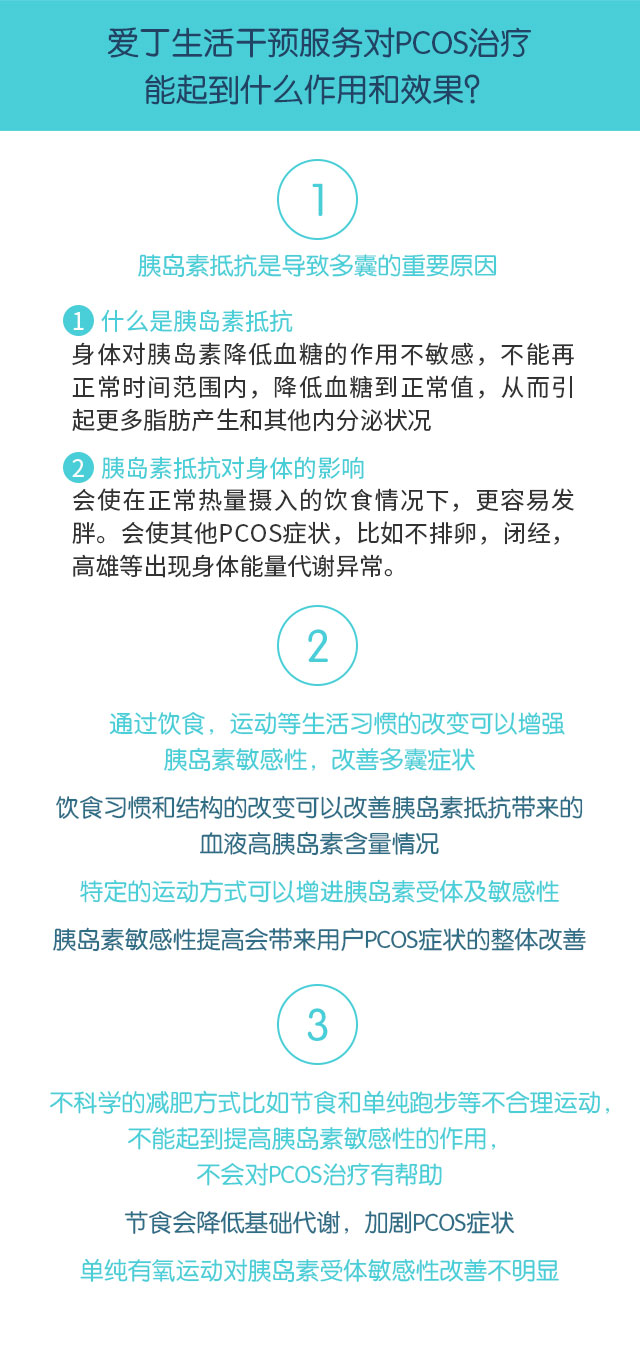 爱丁生活干预服务对PCOS治疗
能起到什么作用和效果？
1
胰岛素抵抗是导致多囊的重要原因
1 什么是胰岛素抵抗
身体对胰岛素降低血糖的作用不敏感，不能再
正常时间范围内，降低血糖到正常值，从而引
起更多脂肪产生和其他内分泌状况
2 胰岛素抵抗对身体的影响
会使在正常热量摄入的饮食情况下，更容易发
胖。会使其他PCOS症状，比如不排卵，闭经，
高雄等出现身体能量代谢异常。
2
通过饮食，运动等生活习惯的改变可以增强
胰岛素敏感性，改善多囊症状
饮食习惯和结构的改变可以改善胰岛素抵抗带来的
血液高胰岛素含量情况
特定的运动方式可以增进胰岛素受体及敏感性
胰岛素敏感性提高会带来用户PCOS症状的整体改善
3
不科学的减肥方式比如节食和单纯跑步等不合理运动，
不能起到提高胰岛素敏感性的作用，
不会对PCOS治疗有帮助
节食会降低基础代谢，加剧PCOS症状
单纯有氧运动对胰岛素受体敏感性改善不明显